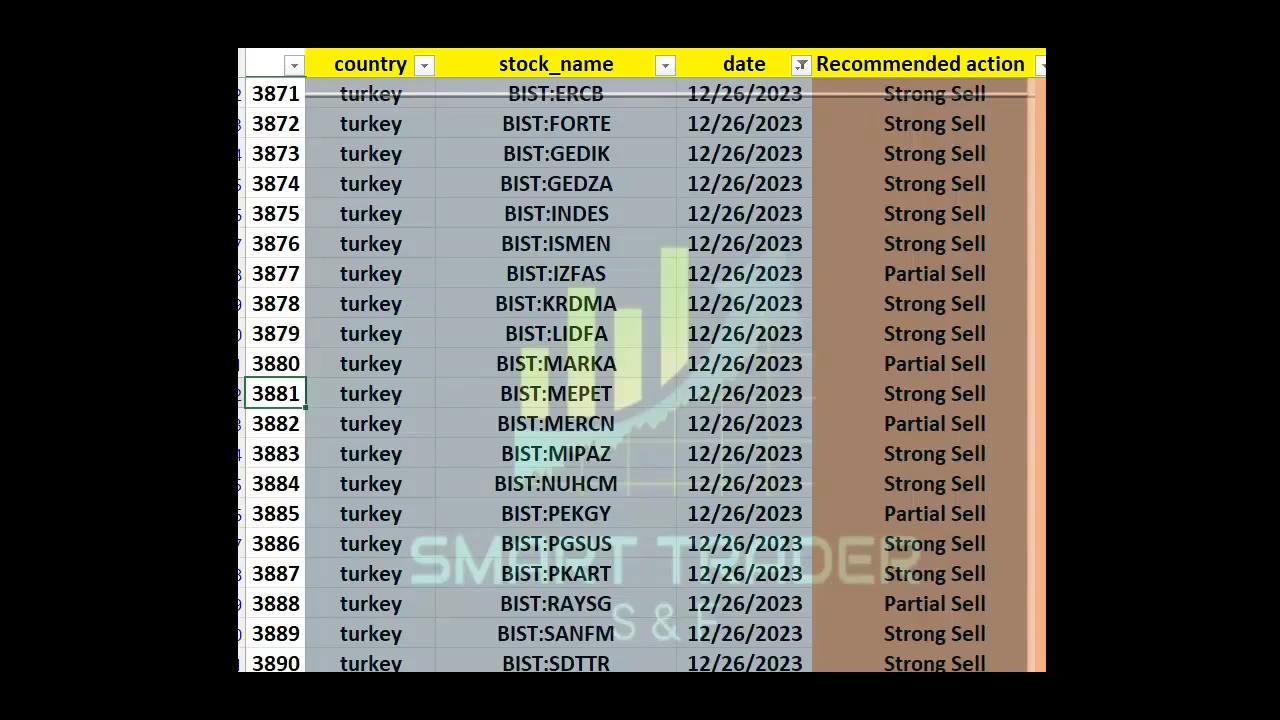 country stock_name date Recommended action
3871 turkey BIST:ERCB 12/26/2023 Strong Sell
3872 turkey BIST:FORTE 12/26/2023 Strong Sell
3873 turkey BIST:GEDIK 12/26/2023 Strong Sell
3874 turkey BIST:GEDZA 12/26/2023 Strong Sell
3875 turkey BIST:INDES 12/26/2023 Strong Sell
3876 turkey BIST:ISMEN 12/26/2023 Strong Sell
3877 turkey BIST:IZFAS 12/26/2023 Partial Sell
3878 turkey BIST:KRDMA 12/26/2023 Strong Sell
3879 turkey BIST:LIDFA 12/26/2023 Strong Sell
3880 turkey BIST:MARKA 12/26/2023 Partial Sell
3881 turkey BIST:MEPET 12/26/2023 Strong Sell
3882 turkey BIST:MERCN 12/26/2023 Partial Sell
3883 turkey BIST:MIPAZ 12/26/2023 Strong Sell
3884 turkey BIST:NUHCM 12/26/2023 Strong Sell
3885 turkey BIST:PEKGY 12/26/2023 Partial Sell
3886 turkey BIST:PGSUS 12/26/2023 Strong Sell
SMART TRADER
3887 turkey BIST:PKART 12/26/2023 Strong Sell
3888 turkey BIST:RAYSG 12/26/2023 Partial Sell
S &
3889 turkey BIST:SANFM 12/26/2023 Strong Sell
3890 turkey BIST:SDTTR 12/26/2023 Strong Sell